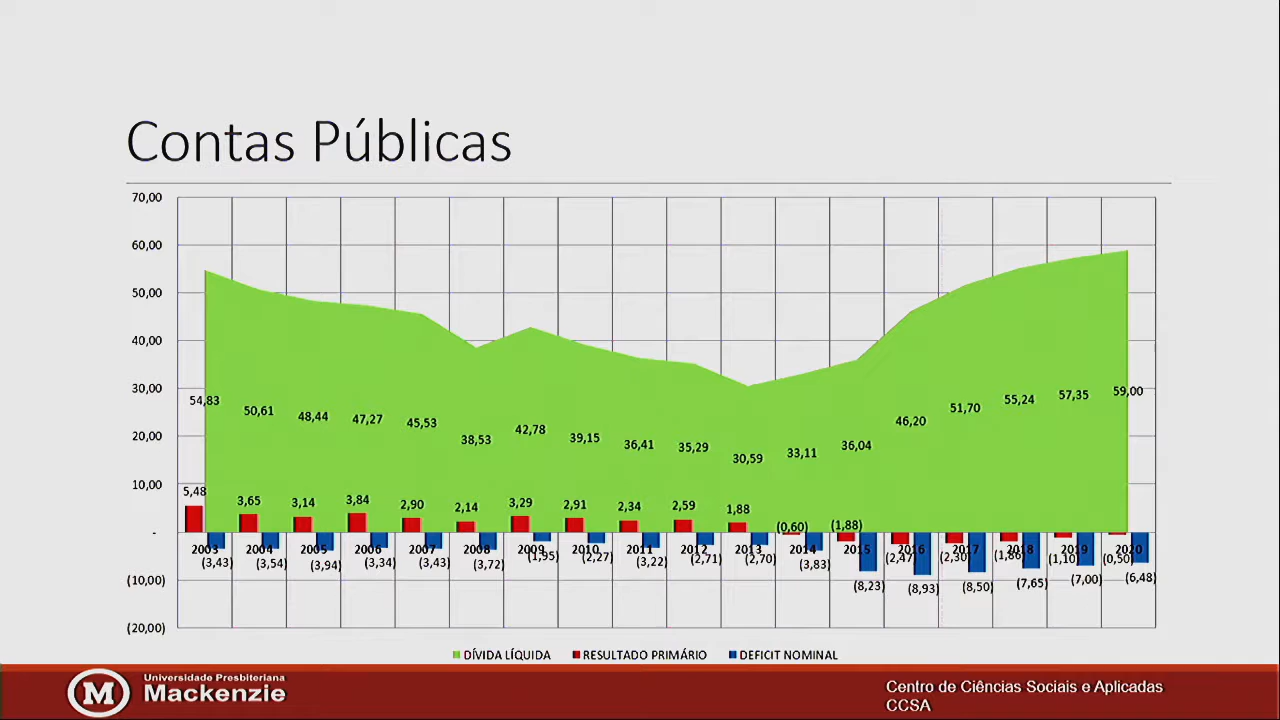 Contas Públicas
70,00
60,00
50,00
40,00
30,00
20,00
10,00
-
(10,00)
(20,00)
54,83 50,61 48,44 47,27 45,53 38,53 42,78 39,15 36,41 35,29 30,59 33,11 36,04 46,20 51,70 55,24 57,35 59,00
5,48 3,65 3,14 3,84 2,90 2,14 3,29 2,91 2,34 2,59 1,88 (0,60) (1,88) (2,47) (2,30) (1,86) (1,10) (0,50)
2003 2004 2005 2006 2007 2008 2009 2010 2011 2012 2013 2014 2015 2016 2017 2018 2019 2020
(3,43) (3,54) (3,94) (3,34) (3,43) (3,72) (1,95) (2,27) (3,22) (2,71) (2,70) (3,83) (8,23) (8,93) (8,50) (7,65) (7,00) (6,48)
DÍVIDA LÍQUIDA RESULTADO PRIMÁRIO DEFICIT NOMINAL
M
Universidade Presbiteriana
Mackenzie
Centro de Ciências Sociais e Aplicadas
CCSA